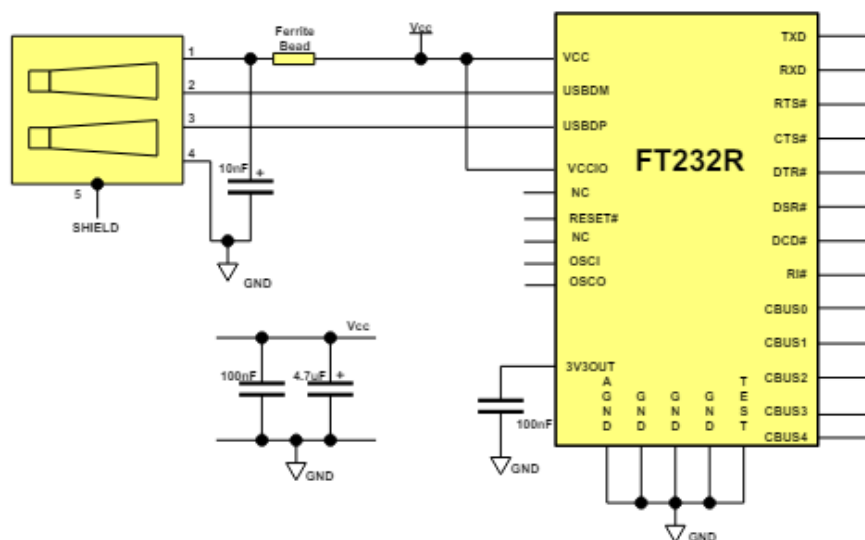 Ferrite
Bead
Vcc
1
2
3
4
5
SHIELD
10nF
+
GND
VCC
USBDM
USBDP
VCCIO
NC
RESET#
NC
OSCI
OSCO
3V3OUT
FT232R
TXD
RXD
RTS#
CTS#
DTR#
DSR#
DCD#
RI#
CBUS0
CBUS1
CBUS2
CBUS3
CBUS4
AGND
GND
GND
GND
TEST
GND
Vcc
100nF
4.7uF
+
GND
100nF
GND